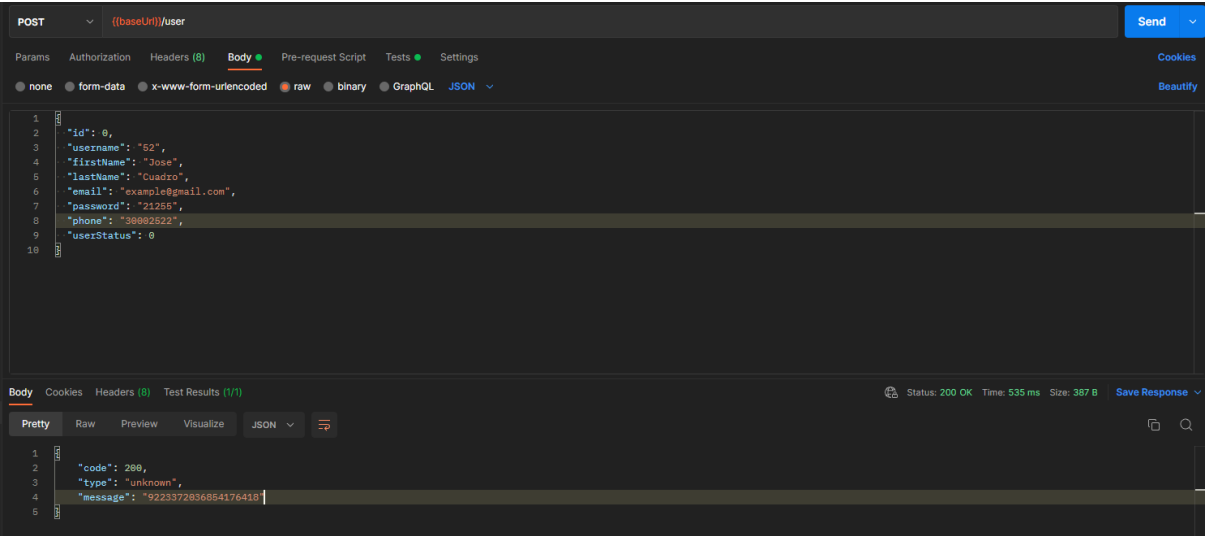 POST {{baseUrl}}/user Send
Params Authorization Headers (8) Body Pre-request Script Tests Settings Cookies
none form-data x-www-form-urlencoded raw binary GraphQL JSON Beautify
1 {
2 "id": 0,
3 "username": "52",
4 "firstName": "Jose",
5 "lastName": "Cuadro",
6 "email": "example@gmail.com",
7 "password": "21255",
8 "phone": "30002522",
9 "userStatus": 0
10 }
Body Cookies Headers (8) Test Results (1/1) Status: 200 OK Time: 535 ms Size: 387 B Save Response
Pretty Raw Preview Visualize JSON
1 {
2 "code": 200,
3 "type": "unknown",
4 "message": "9223372036854176418"
5 }